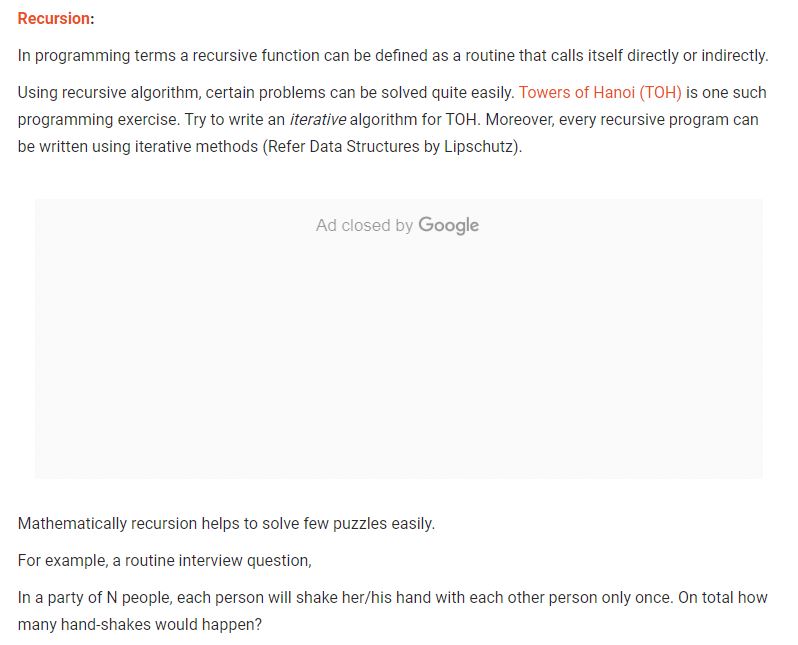 Recursion:
In programming terms a recursive function can be defined as a routine that calls itself directly or indirectly.
Using recursive algorithm, certain problems can be solved quite easily. Towers of Hanoi (TOH) is one such
programming exercise. Try to write an iterative algorithm for TOH. Moreover, every recursive program can
be written using iterative methods (Refer Data Structures by Lipschutz).
Ad closed by Google
Mathematically recursion helps to solve few puzzles easily.
For example, a routine interview question,
In a party of N people, each person will shake her/his hand with each other person only once. On total how
many hand-shakes would happen?